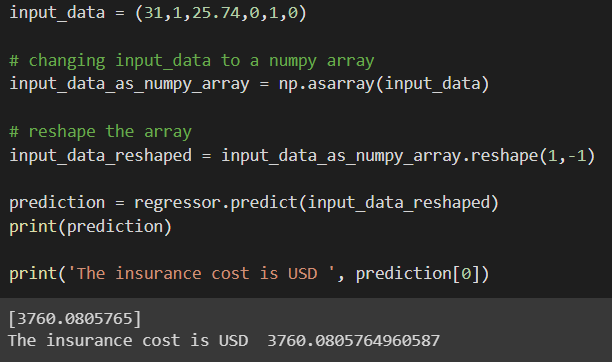 input_data = (31,1,25.74,0,1,0)
# changing input_data to a numpy array
input_data_as_numpy_array = np.asarray(input_data)
# reshape the array
input_data_reshaped = input_data_as_numpy_array.reshape(1,-1)
prediction = regressor.predict(input_data_reshaped)
print(prediction)
print('The insurance cost is USD ', prediction[0])
[3760.0805765]
The insurance cost is USD  3760.0805764960587